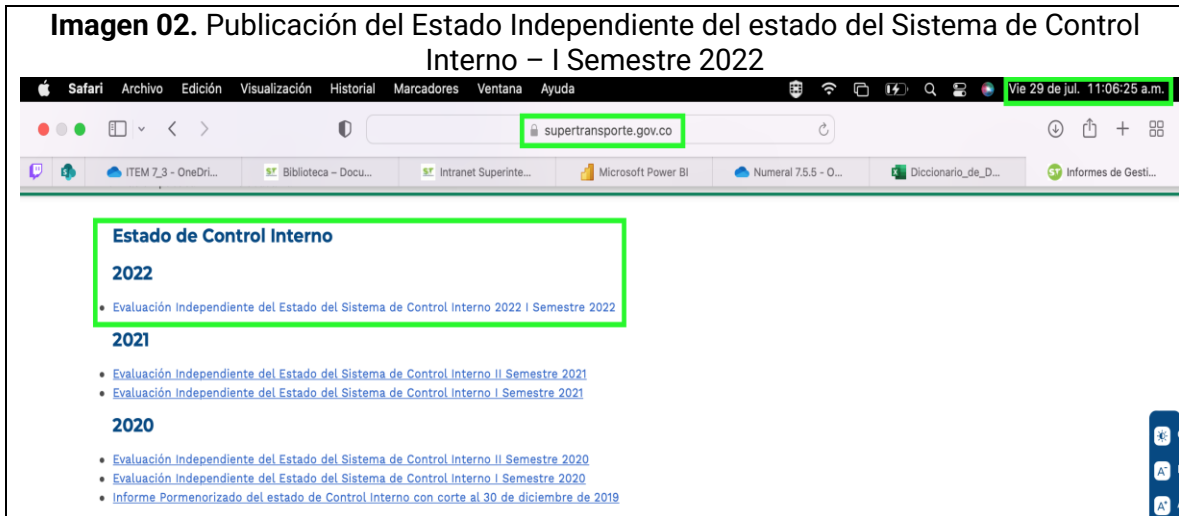 Imagen 02. Publicación del Estado Independiente del estado del Sistema de Control
Interno – I Semestre 2022
Safari Archivo Edición Visualización Historial Marcadores Ventana Ayuda Vie 29 de jul. 11:06:25 a.m.
supertransporte.gov.co
ITEM 7_3 - OneDri... Biblioteca – Docu... Intranet Superinte... Microsoft Power BI Numeral 7.5.5 - O... Diccionario_de_D... Informes de Gesti...
Estado de Control Interno
2022
• Evaluación Independiente del Estado del Sistema de Control Interno 2022 I Semestre 2022
2021
• Evaluación Independiente del Estado del Sistema de Control Interno II Semestre 2021
• Evaluación Independiente del Estado del Sistema de Control Interno I Semestre 2021
2020
• Evaluación Independiente del Estado del Sistema de Control Interno II Semestre 2020
• Evaluación Independiente del Estado del Sistema de Control Interno I Semestre 2020
• Informe Pormenorizado del estado de Control Interno con corte al 30 de diciembre de 2019